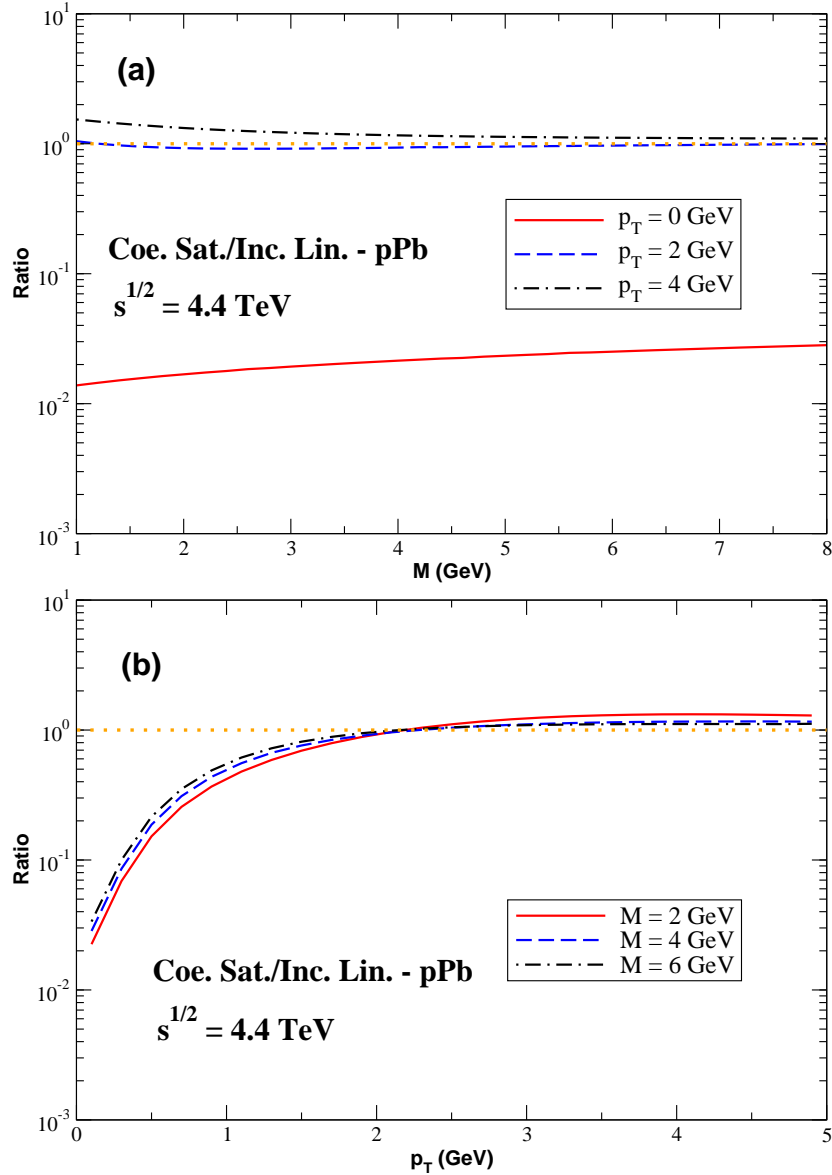 10^1
(a)
10^0
p_T = 0 GeV
p_T = 2 GeV
p_T = 4 GeV
Ratio
10^-1
Coe. Sat./Inc. Lin. - pPb
s^1/2 = 4.4 TeV
10^-2
10^-3
1 2 3 4 5 6 7 8
M (GeV)
10^1
(b)
10^0
Ratio
10^-1
M = 2 GeV
M = 4 GeV
M = 6 GeV
Coe. Sat./Inc. Lin. - pPb
10^-2
s^1/2 = 4.4 TeV
10^-3
0 1 2 3 4 5
p_T (GeV)